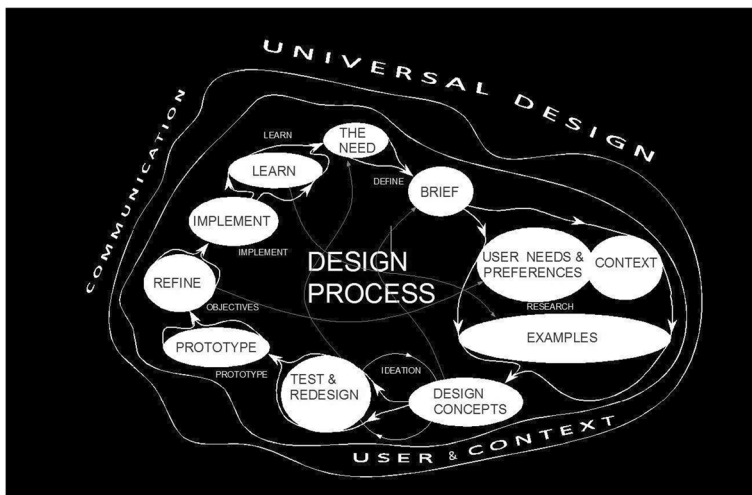 UNIVERSAL DESIGN
COMMUNICATION
THE
NEED
LEARN
LEARN
DEFINE
BRIEF
IMPLEMENT
IMPLEMENT
USER NEEDS &
PREFERENCES
CONTEXT
DESIGN
PROCESS
REFINE
OBJECTIVES
RESEARCH
EXAMPLES
PROTOTYPE
PROTOTYPE
TEST &
REDESIGN
IDEATION
DESIGN
CONCEPTS
USER & CONTEXT